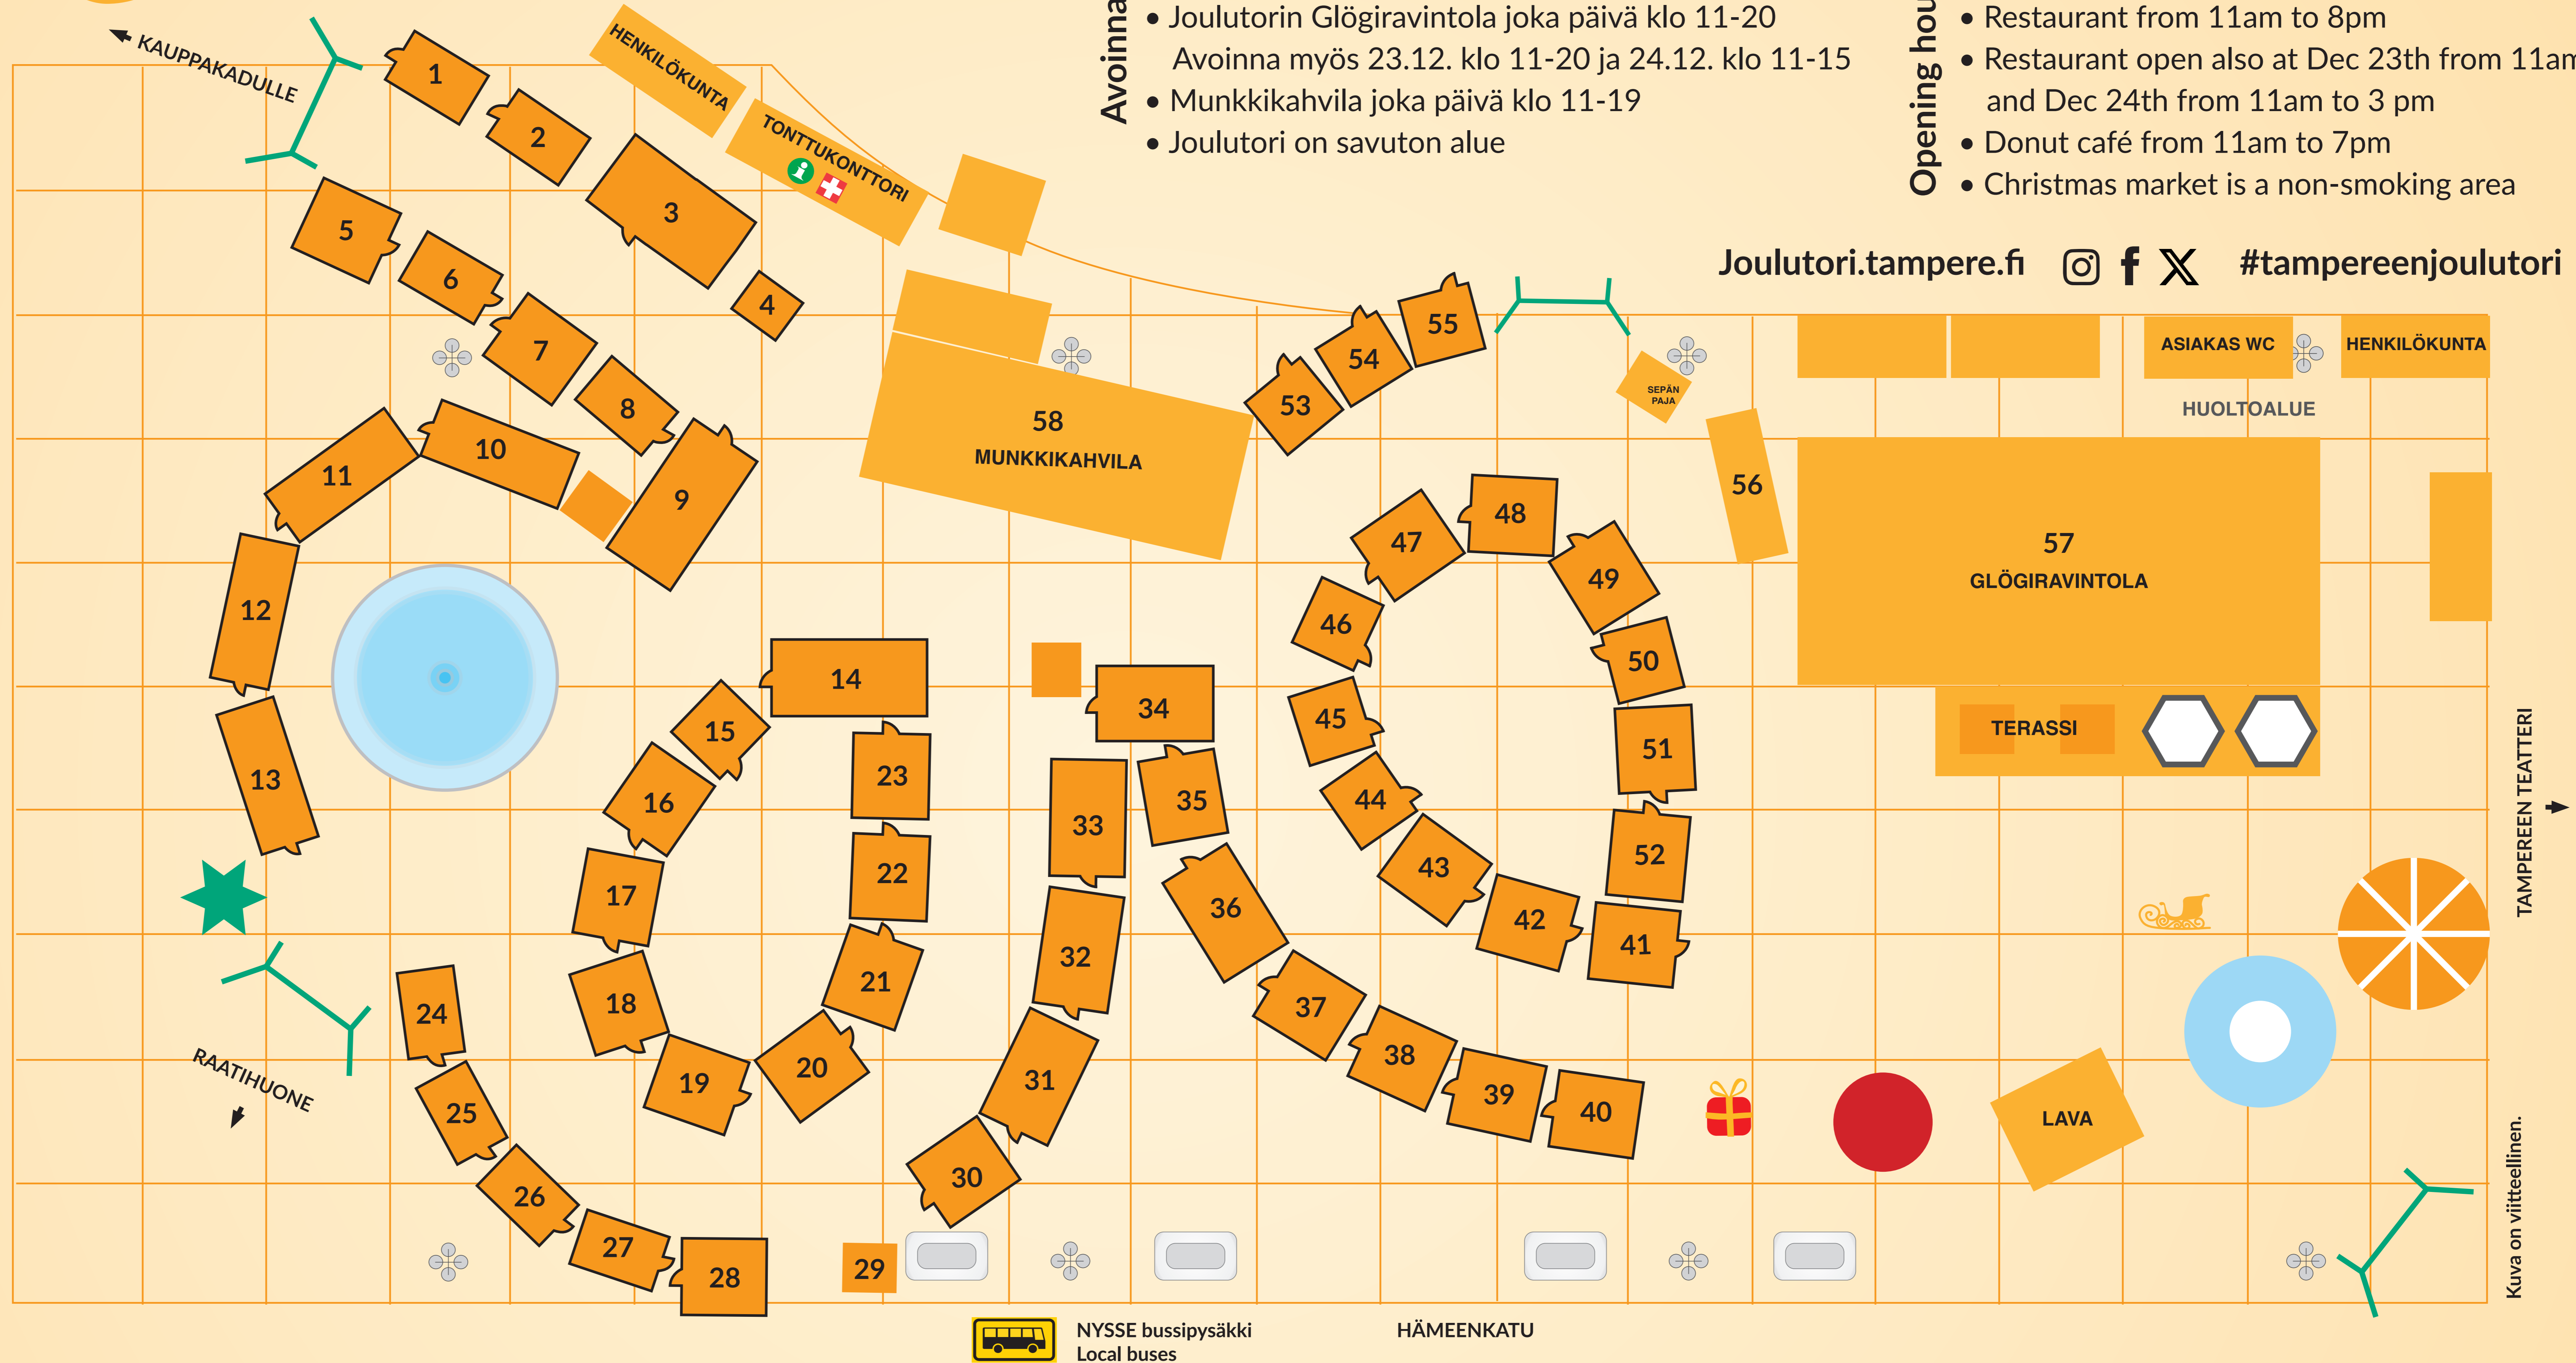 Avoinna
• Joulutorin Glögiravintola joka päivä klo 11-20
Avoinna myös 23.12. klo 11-20 ja 24.12. klo 11-15
• Munkkikahvila joka päivä klo 11-19
• Joulutori on savuton alue
Opening hou
• Restaurant from 11am to 8pm
• Restaurant open also at Dec 23th from 11am
and Dec 24th from 11am to 3 pm
• Donut café from 11am to 7pm
• Christmas market is a non-smoking area
Joulutori.tampere.fi
#tampereenjoulutori
KAUPPAKADULLE
HENKILÖKUNTA
TONTTUKONTTORI
i
1
2
3
4
5
6
7
8
9
10
11
12
13
14
15
16
17
18
19
20
21
22
23
24
25
26
27
28
29
30
31
32
33
34
35
36
37
38
39
40
41
42
43
44
45
46
47
48
49
50
51
52
53
54
55
56
57
GLÖGIRAVINTOLA
58
MUNKKIKAHVILA
SEPÄN
PAJA
ASIAKAS WC
HENKILÖKUNTA
HUOLTOALUE
TERASSI
LAVA
TAMPEREEN TEATTERI
RAATIHUONE
Kuva on viitteellinen.
NYSSE bussipysäkki
Local buses
HÄMEENKATU